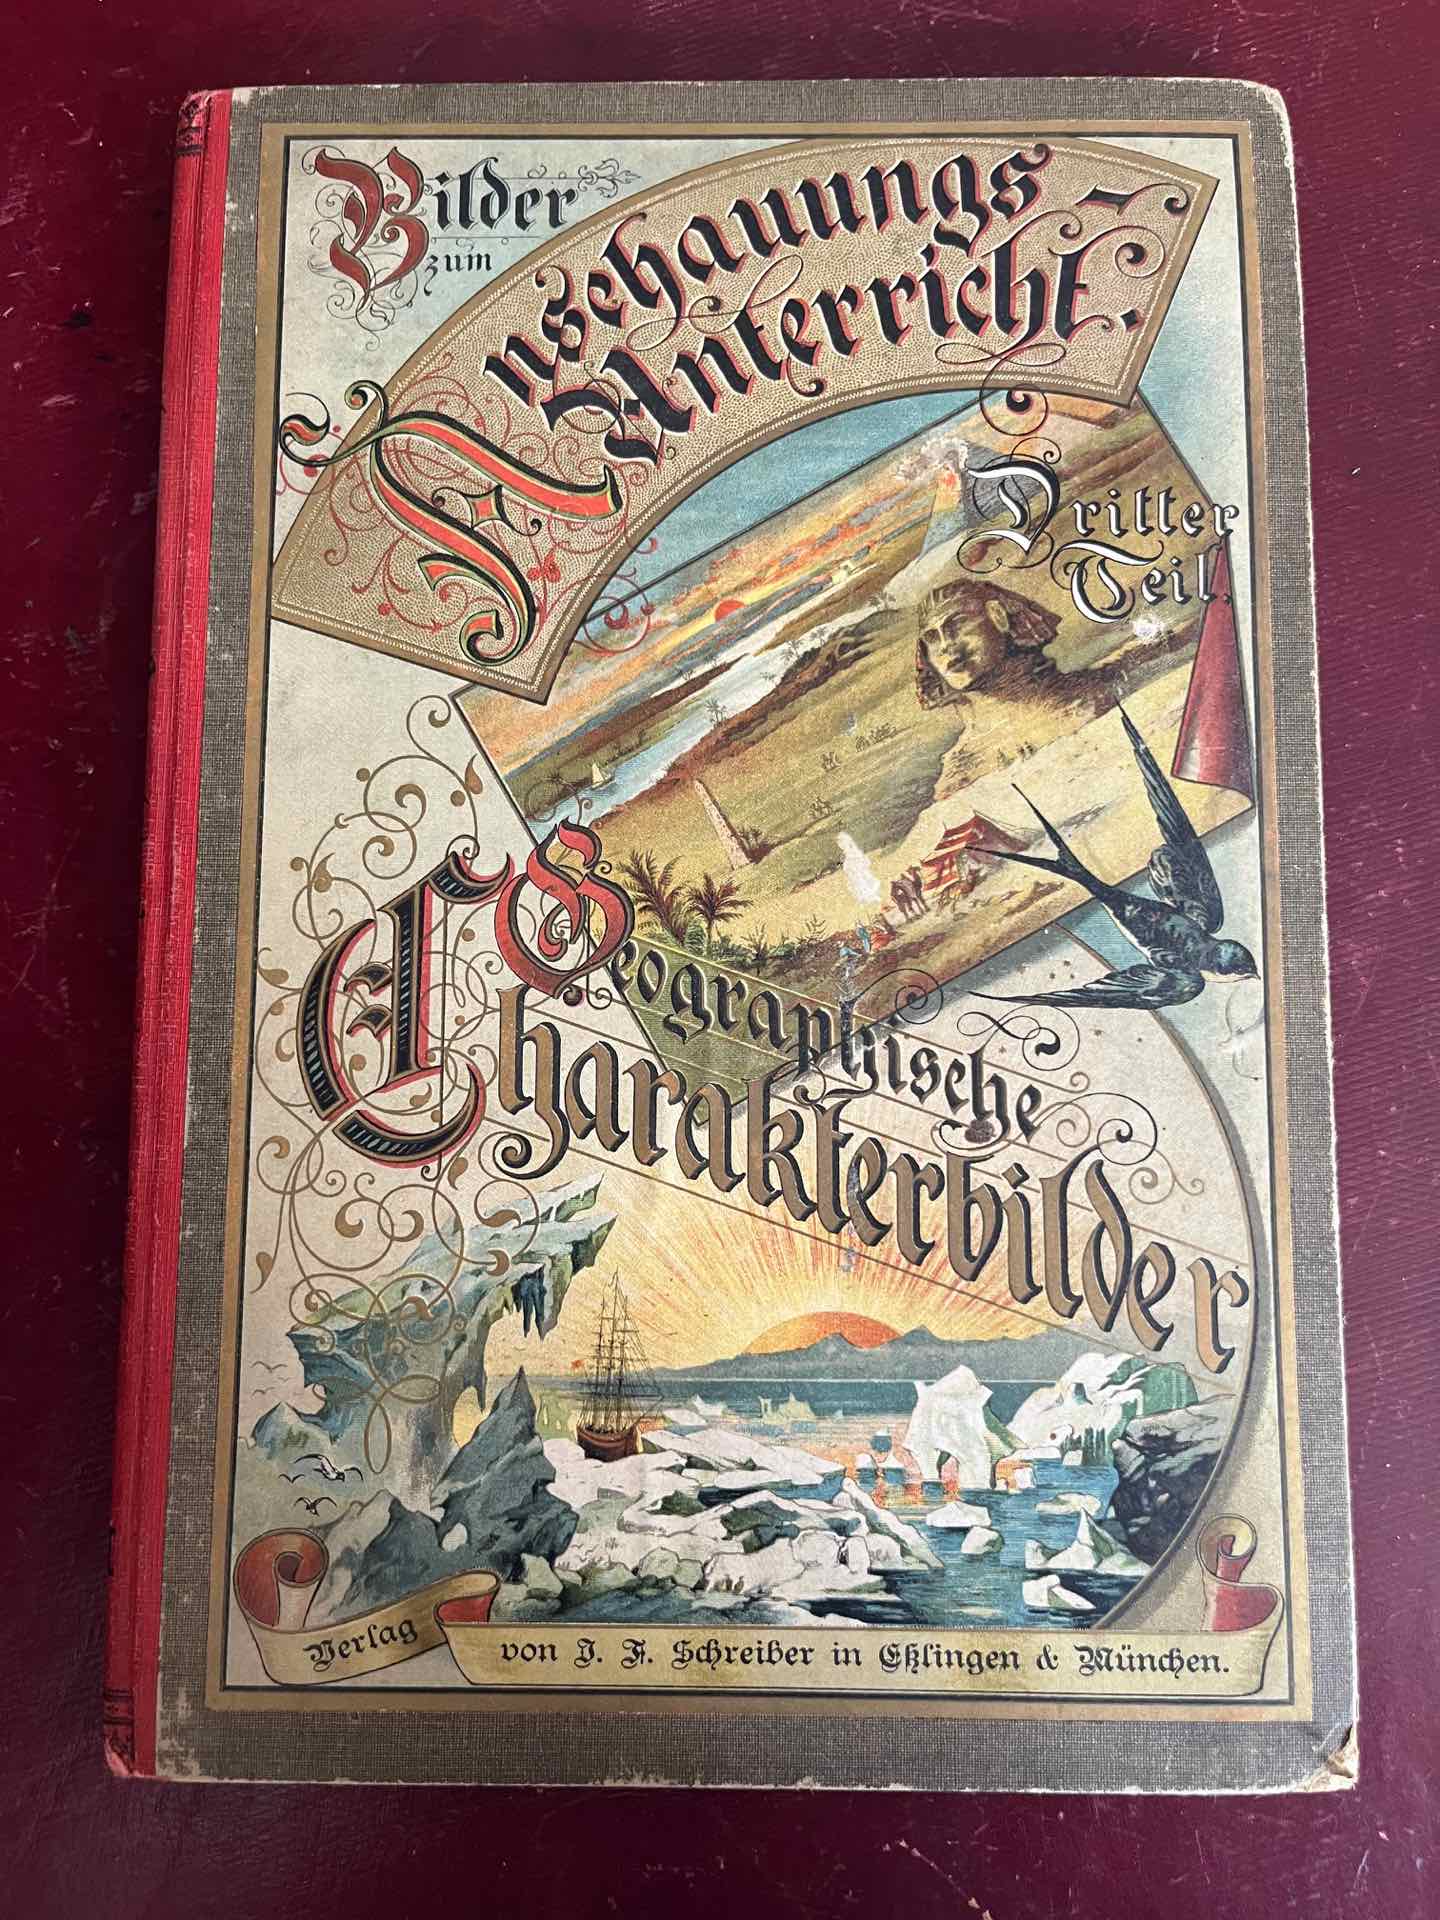 Bilder
zum
Anschauungs-
Unterricht.
Dritter
Teil.
Geographische
Charakterbilder
Verlag von J. F. Schreiber in Eßlingen & München.